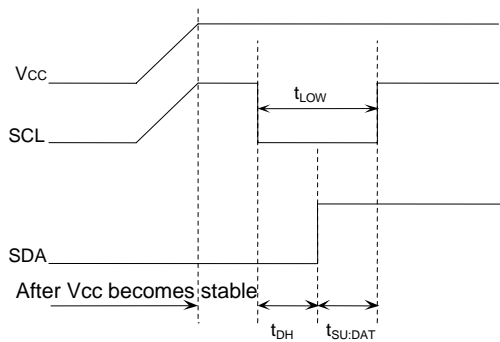 VCC
tLOW
SCL
SDA
After Vcc becomes stable
tDH
tSU;DAT